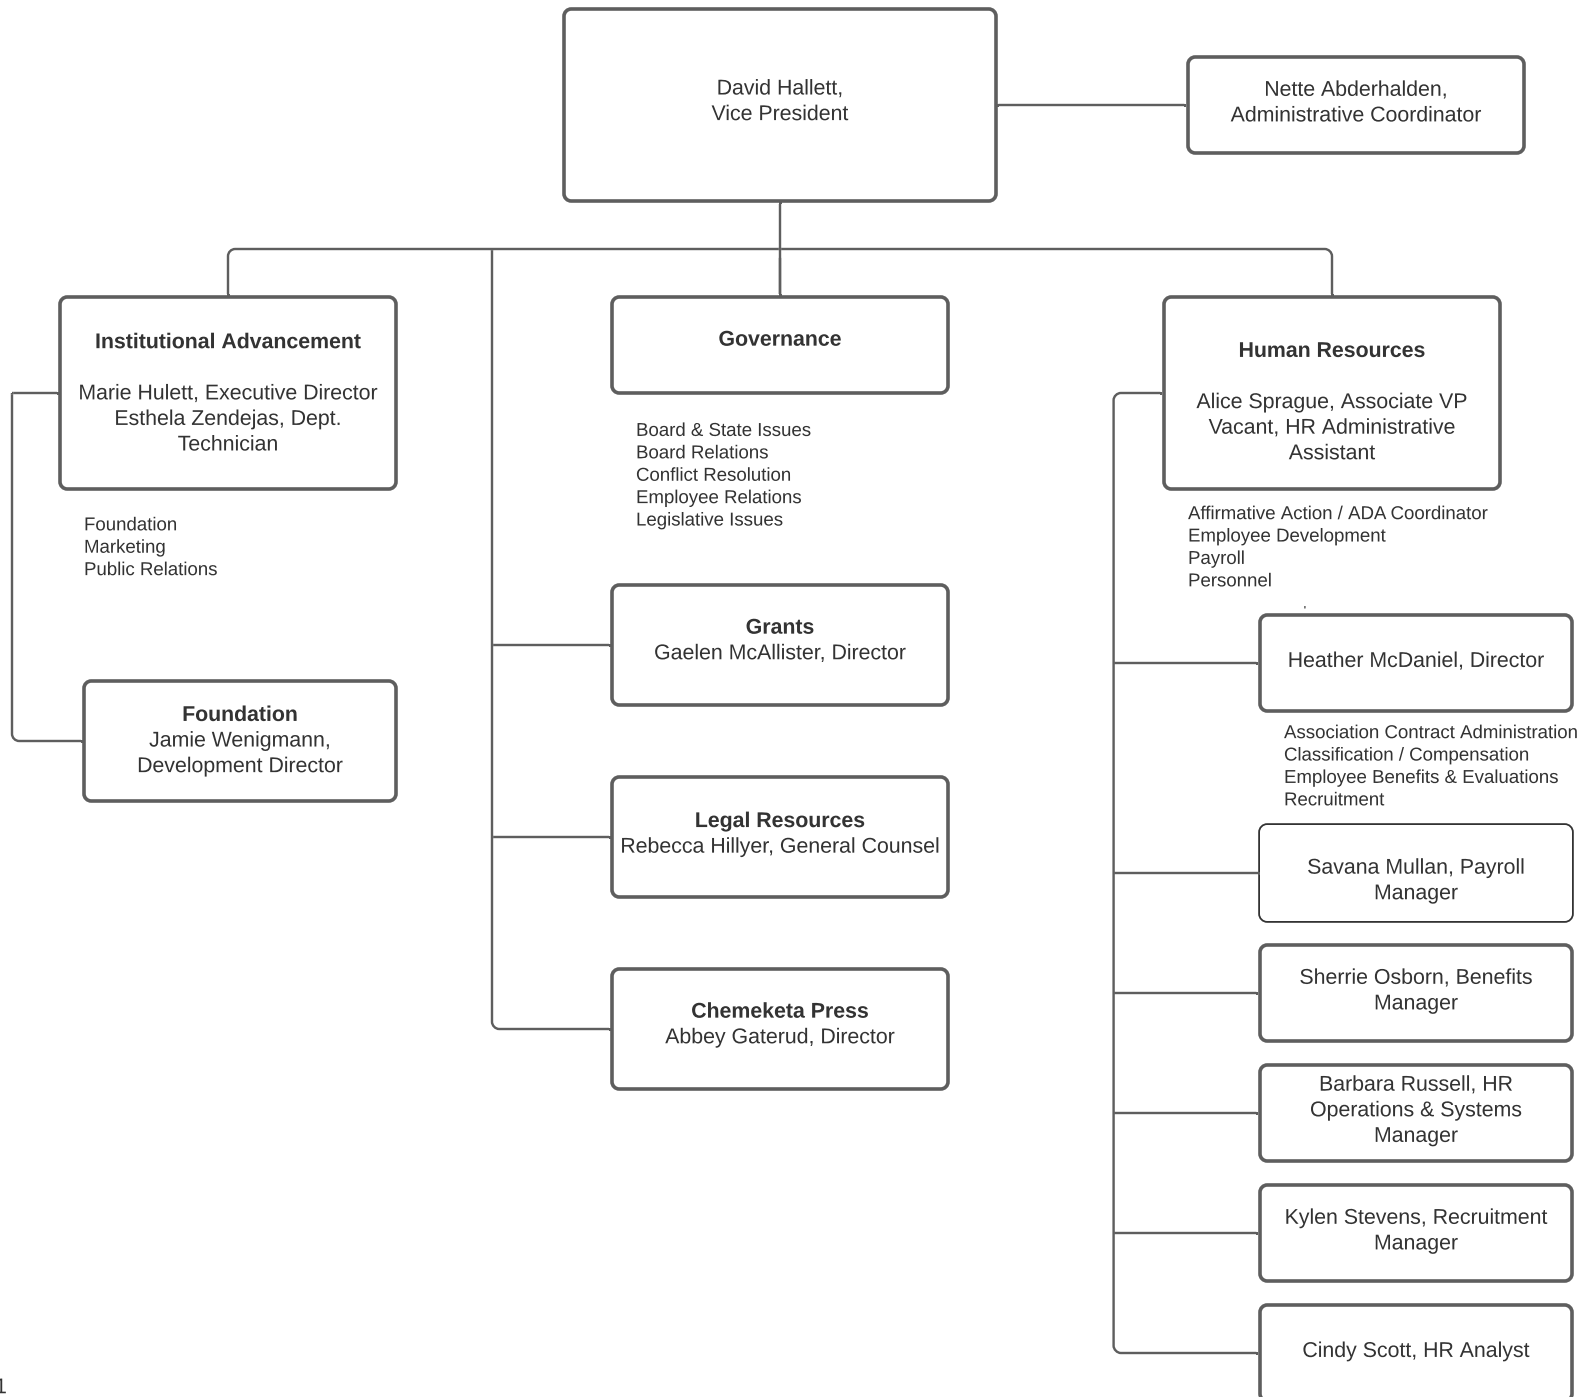 David Hallett,
Vice President
Nette Abderhalden,
Administrative Coordinator
Institutional Advancement
Marie Hulett, Executive Director
Esthela Zendejas, Dept.
Technician
Foundation
Marketing
Public Relations
Foundation
Jamie Wenigmann,
Development Director
Governance
Board & State Issues
Board Relations
Conflict Resolution
Employee Relations
Legislative Issues
Grants
Gaelen McAllister, Director
Legal Resources
Rebecca Hillyer, General Counsel
Chemeketa Press
Abbey Gaterud, Director
Human Resources
Alice Sprague, Associate VP
Vacant, HR Administrative
Assistant
Affirmative Action / ADA Coordinator
Employee Development
Payroll
Personnel
Heather McDaniel, Director
Association Contract Administration
Classification / Compensation
Employee Benefits & Evaluations
Recruitment
Savana Mullan, Payroll
Manager
Sherrie Osborn, Benefits
Manager
Barbara Russell, HR
Operations & Systems
Manager
Kylen Stevens, Recruitment
Manager
Cindy Scott, HR Analyst